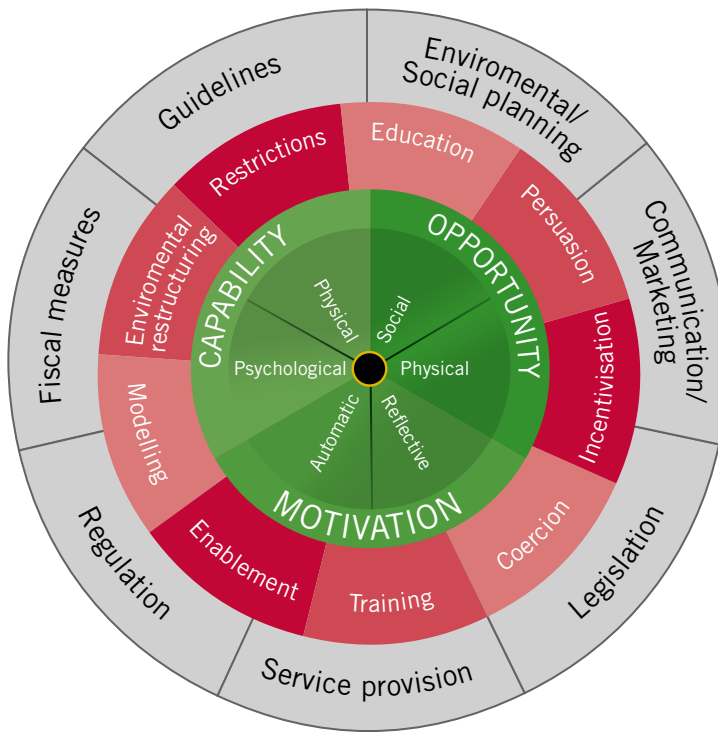 Guidelines
Enviromental/
Social planning
Communication/
Marketing
Legislation
Service provision
Regulation
Fiscal measures
Restrictions
Education
Persuasion
Incentivisation
Coercion
Training
Enablement
Modelling
Enviromental
restructuring
CAPABILITY
OPPORTUNITY
MOTIVATION
Physical
Social
Physical
Reflective
Automatic
Psychological